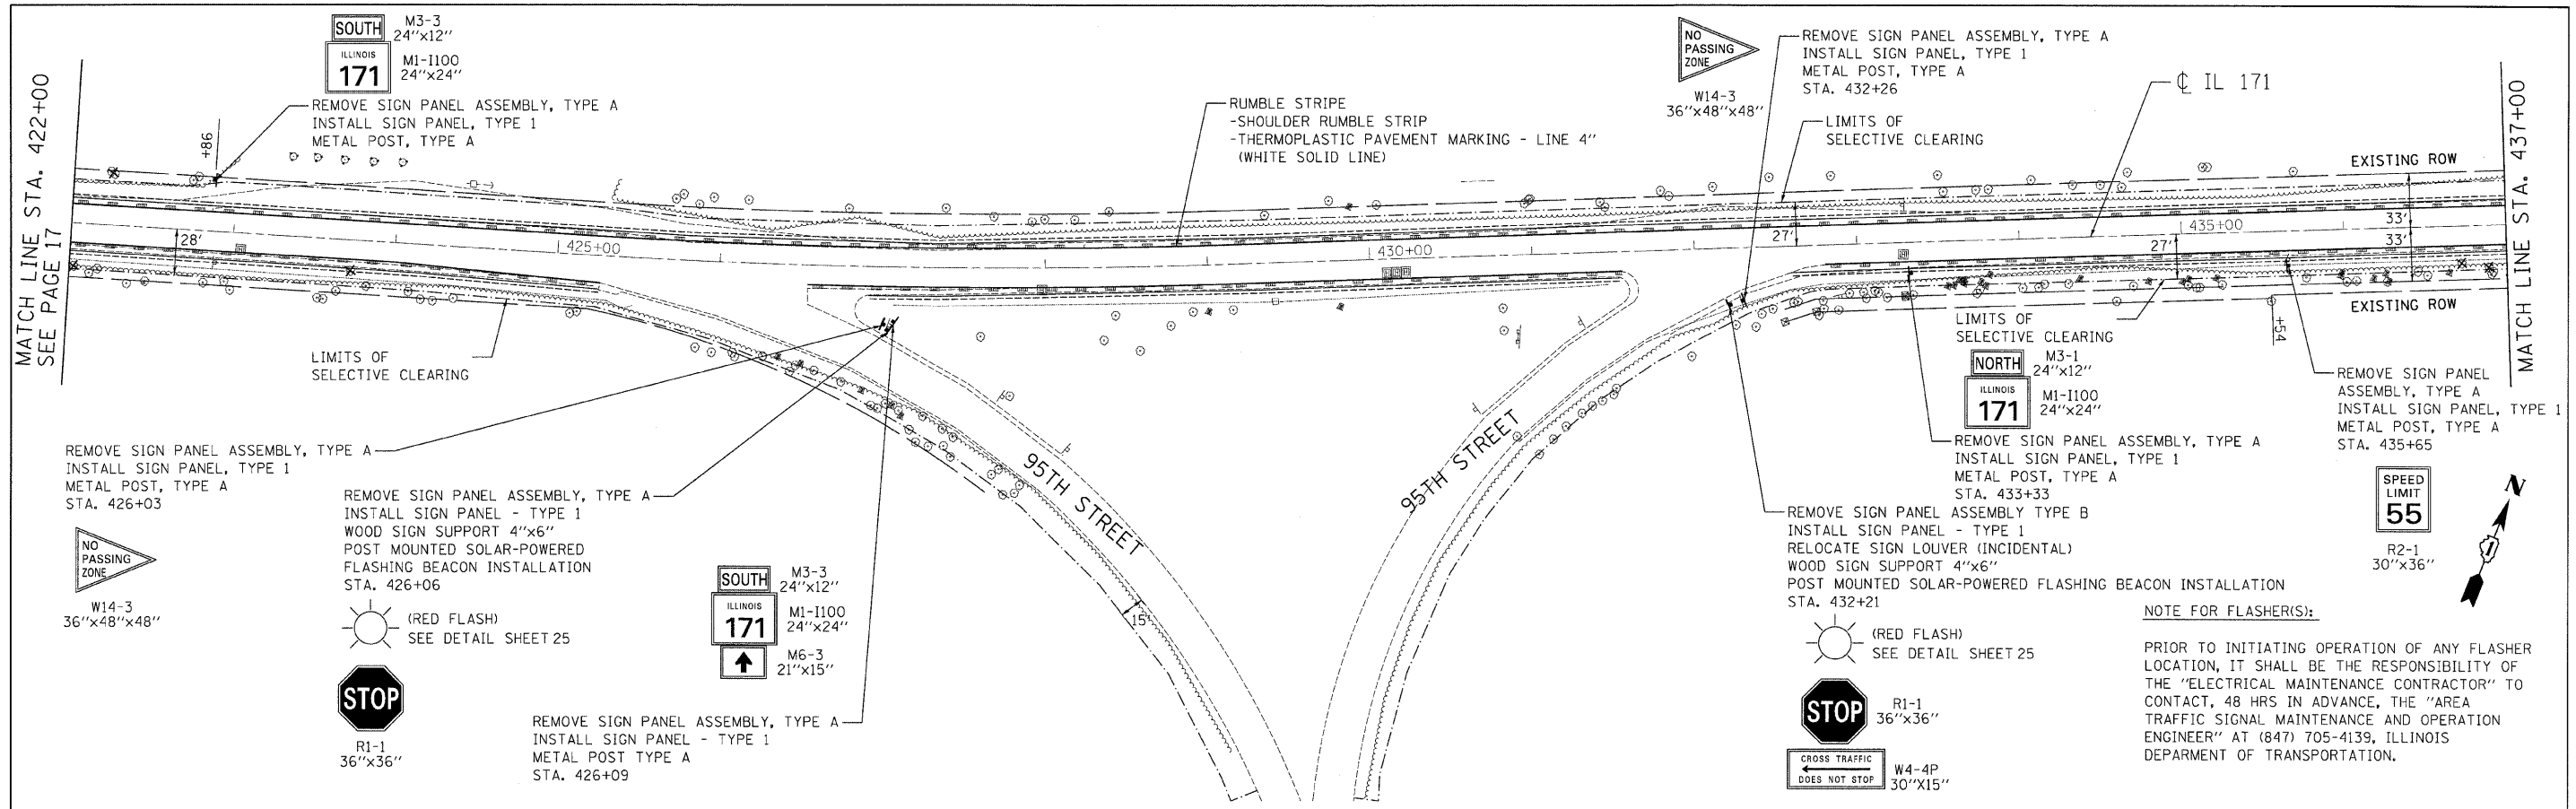 MATCH LINE STA. 422+00
SEE PAGE 17
SOUTH
M3-3
24"x12"
ILLINOIS
171
M1-I100
24"x24"
REMOVE SIGN PANEL ASSEMBLY, TYPE A
INSTALL SIGN PANEL, TYPE 1
METAL POST, TYPE A
+86
RUMBLE STRIPE
-SHOULDER RUMBLE STRIP
-THERMOPLASTIC PAVEMENT MARKING - LINE 4"
(WHITE SOLID LINE)
NO
PASSING
ZONE
W14-3
36"x48"x48"
REMOVE SIGN PANEL ASSEMBLY, TYPE A
INSTALL SIGN PANEL, TYPE 1
METAL POST, TYPE A
STA. 432+26
LIMITS OF
SELECTIVE CLEARING
℄ IL 171
EXISTING ROW
MATCH LINE STA. 437+00
28'
425+00
430+00
27'
435+00
27'
33'
33'
EXISTING ROW
+54
LIMITS OF
SELECTIVE CLEARING
LIMITS OF
SELECTIVE CLEARING
NORTH
M3-1
24"x12"
ILLINOIS
171
M1-I100
24"x24"
REMOVE SIGN PANEL ASSEMBLY, TYPE A
INSTALL SIGN PANEL, TYPE 1
METAL POST, TYPE A
STA. 433+33
REMOVE SIGN PANEL
ASSEMBLY, TYPE A
INSTALL SIGN PANEL, TYPE 1
METAL POST, TYPE A
STA. 435+65
SPEED
LIMIT
55
R2-1
30"x36"
N
REMOVE SIGN PANEL ASSEMBLY, TYPE A
INSTALL SIGN PANEL, TYPE 1
METAL POST, TYPE A
STA. 426+03
NO
PASSING
ZONE
W14-3
36"x48"x48"
REMOVE SIGN PANEL ASSEMBLY, TYPE A
INSTALL SIGN PANEL - TYPE 1
WOOD SIGN SUPPORT 4"x6"
POST MOUNTED SOLAR-POWERED
FLASHING BEACON INSTALLATION
STA. 426+06
(RED FLASH)
SEE DETAIL SHEET 25
STOP
R1-1
36"x36"
SOUTH
M3-3
24"x12"
ILLINOIS
171
M1-I100
24"x24"
M6-3
21"x15"
REMOVE SIGN PANEL ASSEMBLY, TYPE A
INSTALL SIGN PANEL - TYPE 1
METAL POST TYPE A
STA. 426+09
95TH STREET
95TH STREET
15'
REMOVE SIGN PANEL ASSEMBLY TYPE B
INSTALL SIGN PANEL - TYPE 1
RELOCATE SIGN LOUVER (INCIDENTAL)
WOOD SIGN SUPPORT 4"x6"
POST MOUNTED SOLAR-POWERED FLASHING BEACON INSTALLATION
STA. 432+21
(RED FLASH)
SEE DETAIL SHEET 25
STOP
R1-1
36"x36"
CROSS TRAFFIC
DOES NOT STOP
W4-4P
30"X15"
NOTE FOR FLASHER(S):
PRIOR TO INITIATING OPERATION OF ANY FLASHER
LOCATION, IT SHALL BE THE RESPONSIBILITY OF
THE "ELECTRICAL MAINTENANCE CONTRACTOR" TO
CONTACT, 48 HRS IN ADVANCE, THE "AREA
TRAFFIC SIGNAL MAINTENANCE AND OPERATION
ENGINEER" AT (847) 705-4139, ILLINOIS
DEPARMENT OF TRANSPORTATION.